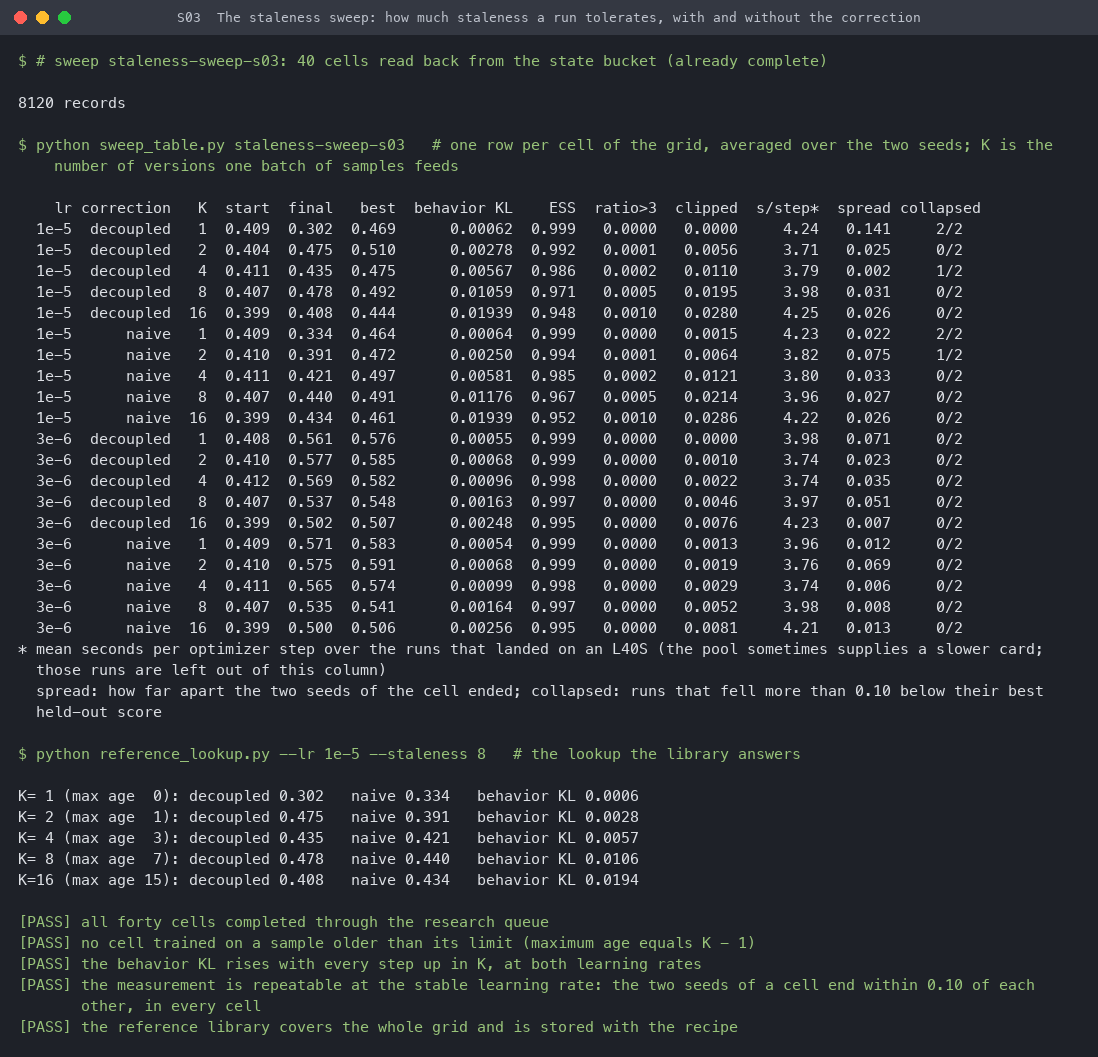 S03  The staleness sweep: how much staleness a run tolerates, with and without the correction
$ # sweep staleness-sweep-s03: 40 cells read back from the state bucket (already complete)
8120 records
$ python sweep_table.py staleness-sweep-s03   # one row per cell of the grid, averaged over the two seeds; K is the
number of versions one batch of samples feeds
lr correction   K  start  final   best  behavior KL    ESS  ratio>3  clipped  s/step*  spread collapsed
1e-5  decoupled   1  0.409  0.302  0.469      0.00062  0.999   0.0000   0.0000     4.24   0.141     2/2
1e-5  decoupled   2  0.404  0.475  0.510      0.00278  0.992   0.0001   0.0056     3.71   0.025     0/2
1e-5  decoupled   4  0.411  0.435  0.475      0.00567  0.986   0.0002   0.0110     3.79   0.002     1/2
1e-5  decoupled   8  0.407  0.478  0.492      0.01059  0.971   0.0005   0.0195     3.98   0.031     0/2
1e-5  decoupled  16  0.399  0.408  0.444      0.01939  0.948   0.0010   0.0280     4.25   0.026     0/2
1e-5      naive   1  0.409  0.334  0.464      0.00064  0.999   0.0000   0.0015     4.23   0.022     2/2
1e-5      naive   2  0.410  0.391  0.472      0.00250  0.994   0.0001   0.0064     3.82   0.075     1/2
1e-5      naive   4  0.411  0.421  0.497      0.00581  0.985   0.0002   0.0121     3.80   0.033     0/2
1e-5      naive   8  0.407  0.440  0.491      0.01176  0.967   0.0005   0.0214     3.96   0.027     0/2
1e-5      naive  16  0.399  0.434  0.461      0.01939  0.952   0.0010   0.0286     4.22   0.026     0/2
3e-6  decoupled   1  0.408  0.561  0.576      0.00055  0.999   0.0000   0.0000     3.98   0.071     0/2
3e-6  decoupled   2  0.410  0.577  0.585      0.00068  0.999   0.0000   0.0010     3.74   0.023     0/2
3e-6  decoupled   4  0.412  0.569  0.582      0.00096  0.998   0.0000   0.0022     3.74   0.035     0/2
3e-6  decoupled   8  0.407  0.537  0.548      0.00163  0.997   0.0000   0.0046     3.97   0.051     0/2
3e-6  decoupled  16  0.399  0.502  0.507      0.00248  0.995   0.0000   0.0076     4.23   0.007     0/2
3e-6      naive   1  0.409  0.571  0.583      0.00054  0.999   0.0000   0.0013     3.96   0.012     0/2
3e-6      naive   2  0.410  0.575  0.591      0.00068  0.999   0.0000   0.0019     3.76   0.069     0/2
3e-6      naive   4  0.411  0.565  0.574      0.00099  0.998   0.0000   0.0029     3.74   0.006     0/2
3e-6      naive   8  0.407  0.535  0.541      0.00164  0.997   0.0000   0.0052     3.98   0.008     0/2
3e-6      naive  16  0.399  0.500  0.506      0.00256  0.995   0.0000   0.0081     4.21   0.013     0/2
* mean seconds per optimizer step over the runs that landed on an L40S (the pool sometimes supplies a slower card;
those runs are left out of this column)
spread: how far apart the two seeds of the cell ended; collapsed: runs that fell more than 0.10 below their best
held-out score
$ python reference_lookup.py --lr 1e-5 --staleness 8   # the lookup the library answers
K= 1 (max age  0): decoupled 0.302   naive 0.334   behavior KL 0.0006
K= 2 (max age  1): decoupled 0.475   naive 0.391   behavior KL 0.0028
K= 4 (max age  3): decoupled 0.435   naive 0.421   behavior KL 0.0057
K= 8 (max age  7): decoupled 0.478   naive 0.440   behavior KL 0.0106
K=16 (max age 15): decoupled 0.408   naive 0.434   behavior KL 0.0194
[PASS] all forty cells completed through the research queue
[PASS] no cell trained on a sample older than its limit (maximum age equals K - 1)
[PASS] the behavior KL rises with every step up in K, at both learning rates
[PASS] the measurement is repeatable at the stable learning rate: the two seeds of a cell end within 0.10 of each
other, in every cell
[PASS] the reference library covers the whole grid and is stored with the recipe